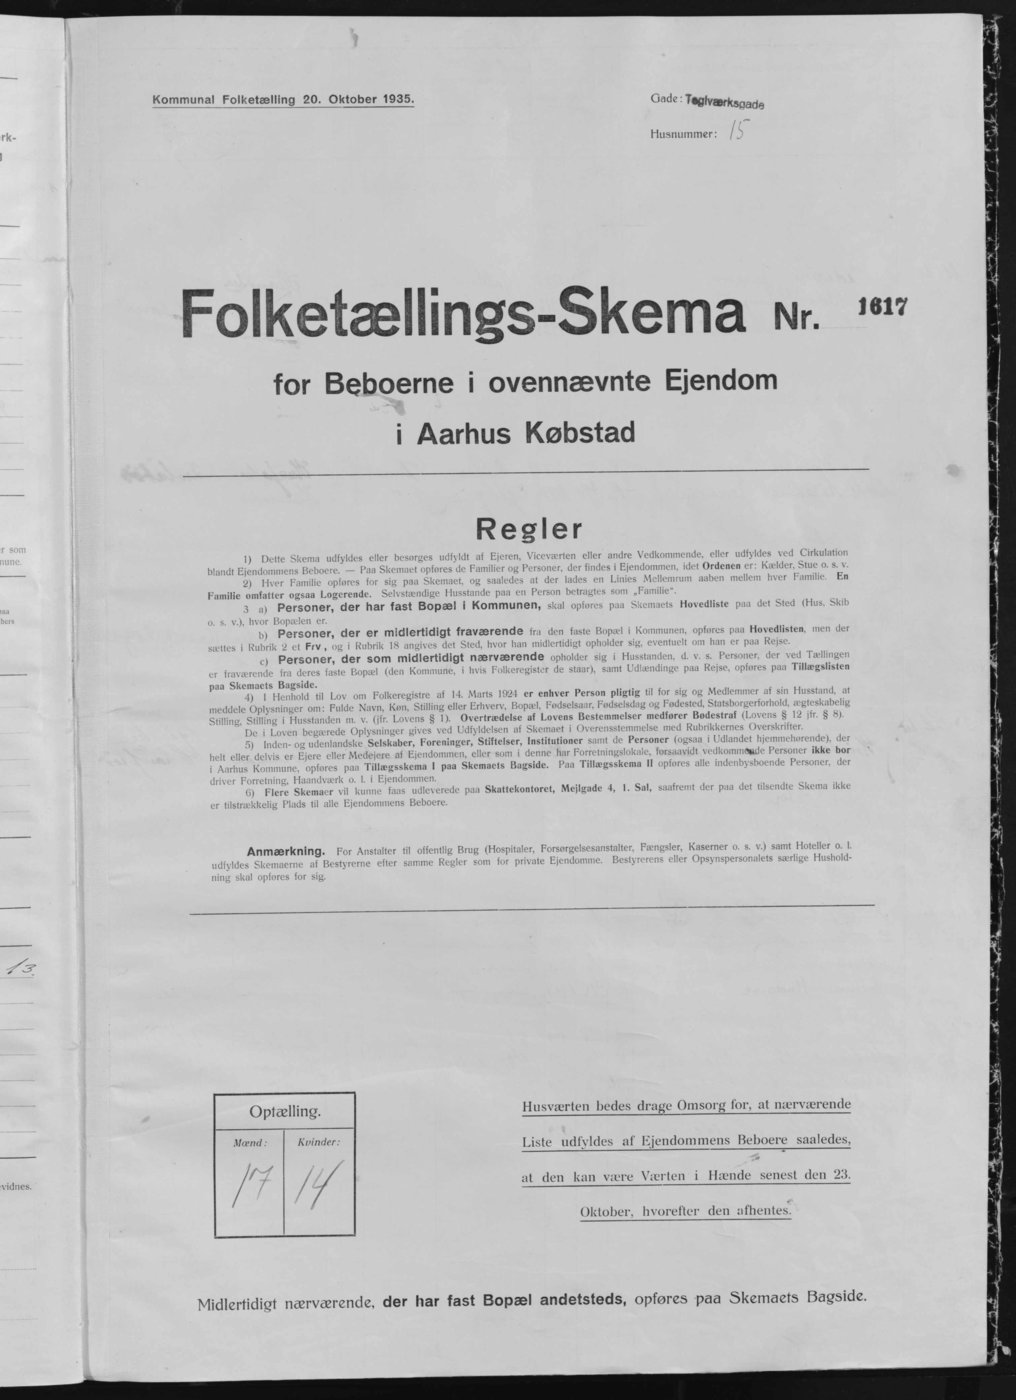 Kommunal Folketælling 20. Oktober 1935.
Gade: Teglværksgade
Husnummer: 15
Folketællings-Skema Nr. 1617
for Beboerne i ovennævnte Ejendom
i Aarhus Købstad
Regler
1) Dette Skema udfyldes eller besørges udfyldt af Ejeren, Viceværten eller andre Vedkommende, eller udfyldes ved Cirkulation
blandt Ejendommens Beboere. — Paa Skemaet opføres de Familier og Personer, der findes i Ejendommen, idet Ordenen er: Kælder, Stue o. s. v.
2) Hver Familie opføres for sig paa Skemaet, og saaledes at der lades en Linies Mellemrum aaben mellem hver Familie. En
Familie omfatter ogsaa Logerende. Selvstændige Husstande paa en Person betragtes som „Familie“.
3 a) Personer, der har fast Bopæl i Kommunen, skal opføres paa Skemaets Hovedliste paa det Sted (Hus, Skib
o. s. v.), hvor Bopælen er.
b) Personer, der er midlertidigt fraværende fra den faste Bopæl i Kommunen, opføres paa Hovedlisten, men der
sættes i Rubrik 2 et Frv, og i Rubrik 18 angives det Sted, hvor han midlertidigt opholder sig, eventuelt om han er paa Rejse.
c) Personer, der som midlertidigt nærværende opholder sig i Husstanden, d. v. s. Personer, der ved Tællingen
er fraværende fra deres faste Bopæl (den Kommune, i hvis Folkeregister de staar), samt Udlændinge paa Rejse, opføres paa Tillægslisten
paa Skemaets Bagside.
4) I Henhold til Lov om Folkeregistre af 14. Marts 1924 er enhver Person pligtig til for sig og Medlemmer af sin Husstand, at
meddele Oplysninger om: Fulde Navn, Køn, Stilling eller Erhverv, Bopæl, Fødselsaar, Fødselsdag og Fødested, Statsborgerforhold, ægteskabelig
Stilling, Stilling i Husstanden m. v. (jfr. Lovens § 1). Overtrædelse af Lovens Bestemmelser medfører Bødestraf (Lovens § 12 jfr. § 8).
De i Loven begærede Oplysninger gives ved Udfyldelsen af Skemaet i Overensstemmelse med Rubrikkernes Overskrifter.
5) Inden- og udenlandske Selskaber, Foreninger, Stiftelser, Institutioner samt de Personer (ogsaa i Udlandet hjemmehørende), der
helt eller delvis er Ejere eller Medejere af Ejendommen, eller som i denne har Forretningslokale, forsaavidt vedkommende Personer ikke bor
i Aarhus Kommune, opføres paa Tillægsskema I paa Skemaets Bagside. Paa Tillægsskema II opføres alle indenbysboende Personer, der
driver Forretning, Haandværk o. l. i Ejendommen.
6) Flere Skemaer vil kunne faas udleverede paa Skattekontoret, Mejlgade 4, 1. Sal, saafremt der paa det tilsendte Skema ikke
er tilstrækkelig Plads til alle Ejendommens Beboere.
Anmærkning. For Anstalter til offentlig Brug (Hospitaler, Forsørgelsesanstalter, Fængsler, Kaserner o. s. v.) samt Hoteller o. l.
udfyldes Skemaerne af Bestyrerne efter samme Regler som for private Ejendomme. Bestyrerens eller Opsynspersonalets særlige Hushold-
ning skal opføres for sig.
13.
Optælling.
Mænd: Kvinder:
17 14
Husværten bedes drage Omsorg for, at nærværende
Liste udfyldes af Ejendommens Beboere saaledes,
at den kan være Værten i Hænde senest den 23.
Oktober, hvorefter den afhentes.
Midlertidigt nærværende, der har fast Bopæl andetsteds, opføres paa Skemaets Bagside.